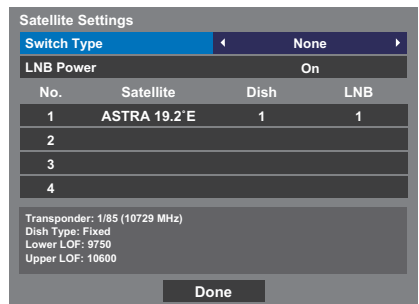 Satellite Settings
Switch Type None
LNB Power On
No. Satellite Dish LNB
1 ASTRA 19.2˚E 1 1
2
3
4
Transponder: 1/85 (10729 MHz)
Dish Type: Fixed
Lower LOF: 9750
Upper LOF: 10600
Done